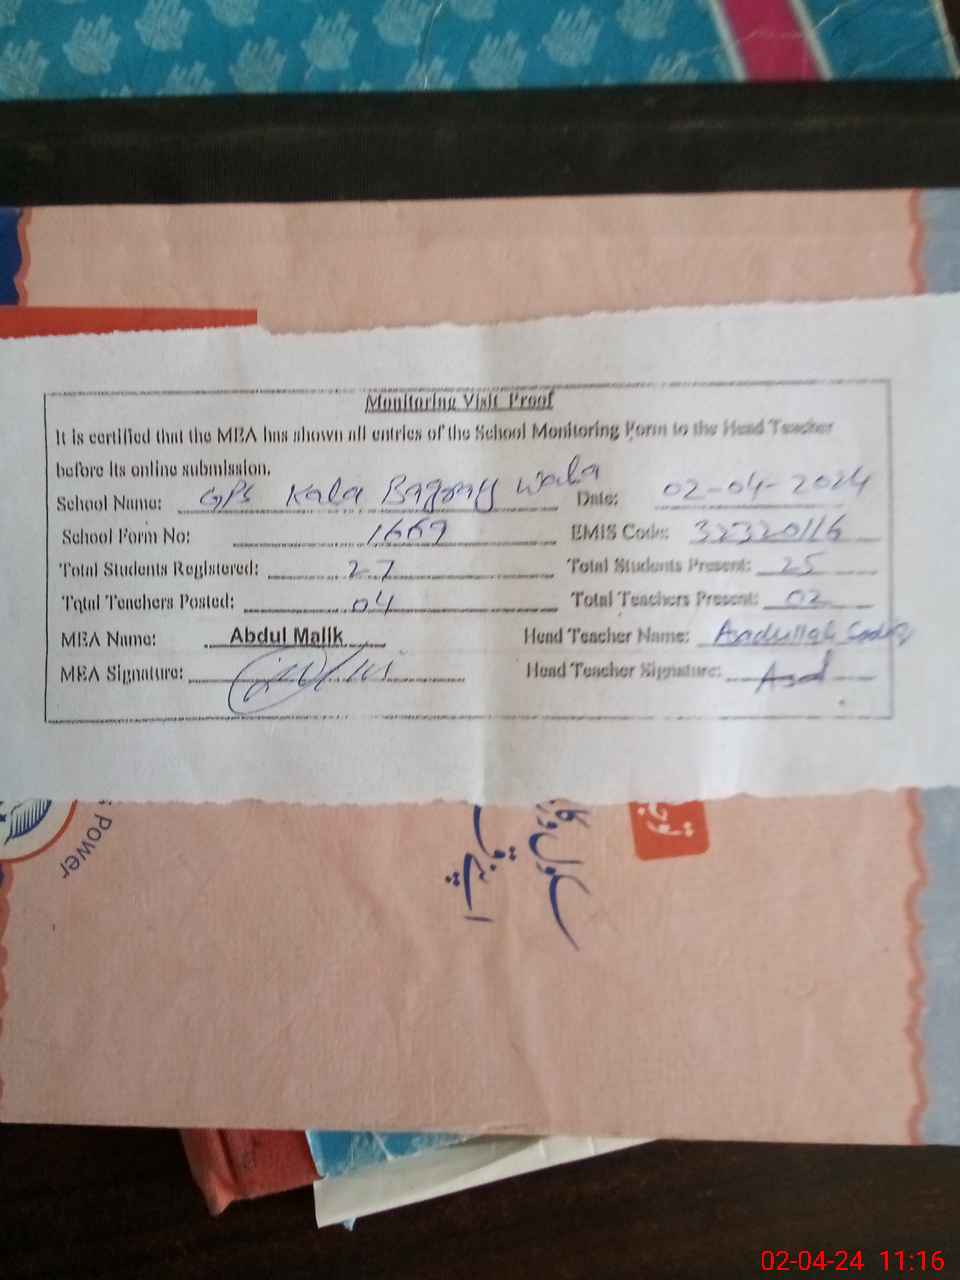 Monitoring Visit Proof
It is certified that the MEA has shown all entries of the School Monitoring Form to the Head Teacher
before its online submission.
School Name: GPS Kala Wala Date: 02-04-2024
School Form No: 1669 EMIS Code: 32320116
Total Students Registered: 27 Total Students Present: 25
Total Teachers Posted: 04 Total Teachers Present: 02
MEA Name: Abdul Malik Head Teacher Name: Asadullah
MEA Signature: Head Teacher Signature: Asad
Power
02-04-24 11:16